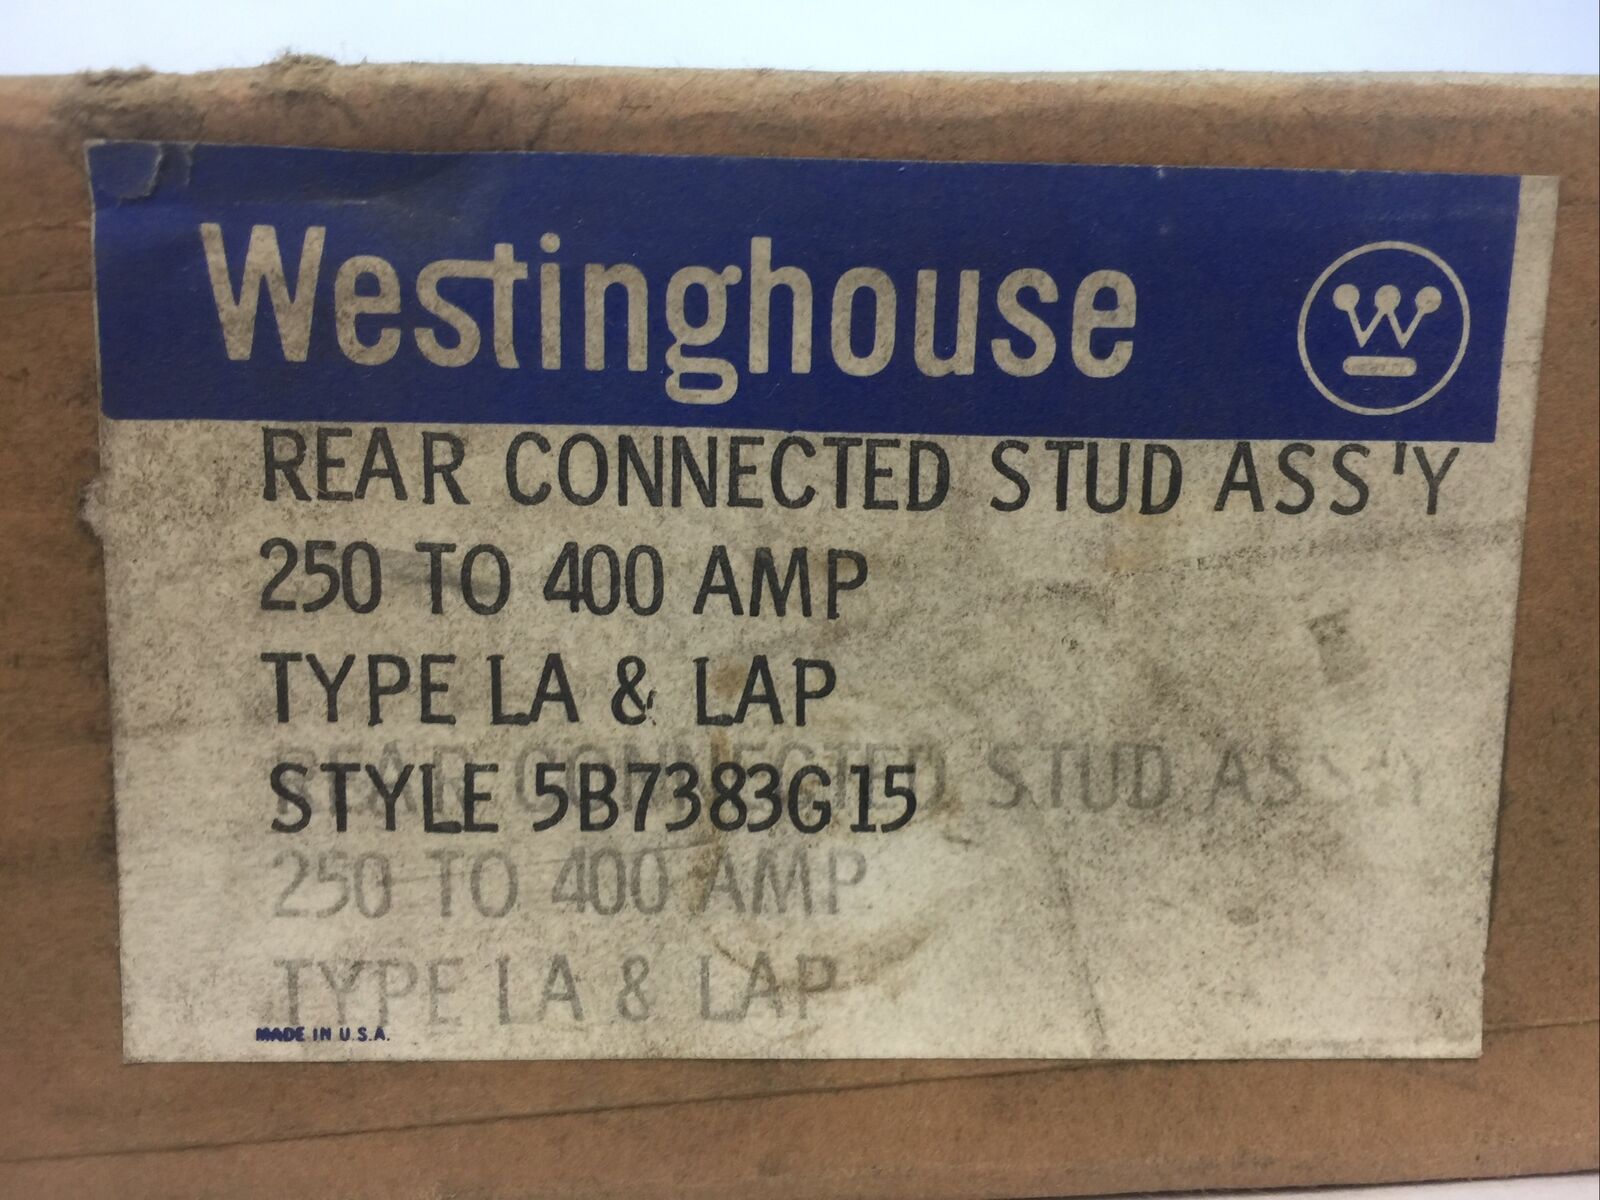 Westinghouse
W
REAR CONNECTED STUD ASS'Y
250 TO 400 AMP
TYPE LA & LAP
REAR CONNECTED STUD ASS'Y
STYLE 5B7383G15
250 TO 400 AMP
TYPE LA & LAP
MADE IN U.S.A.